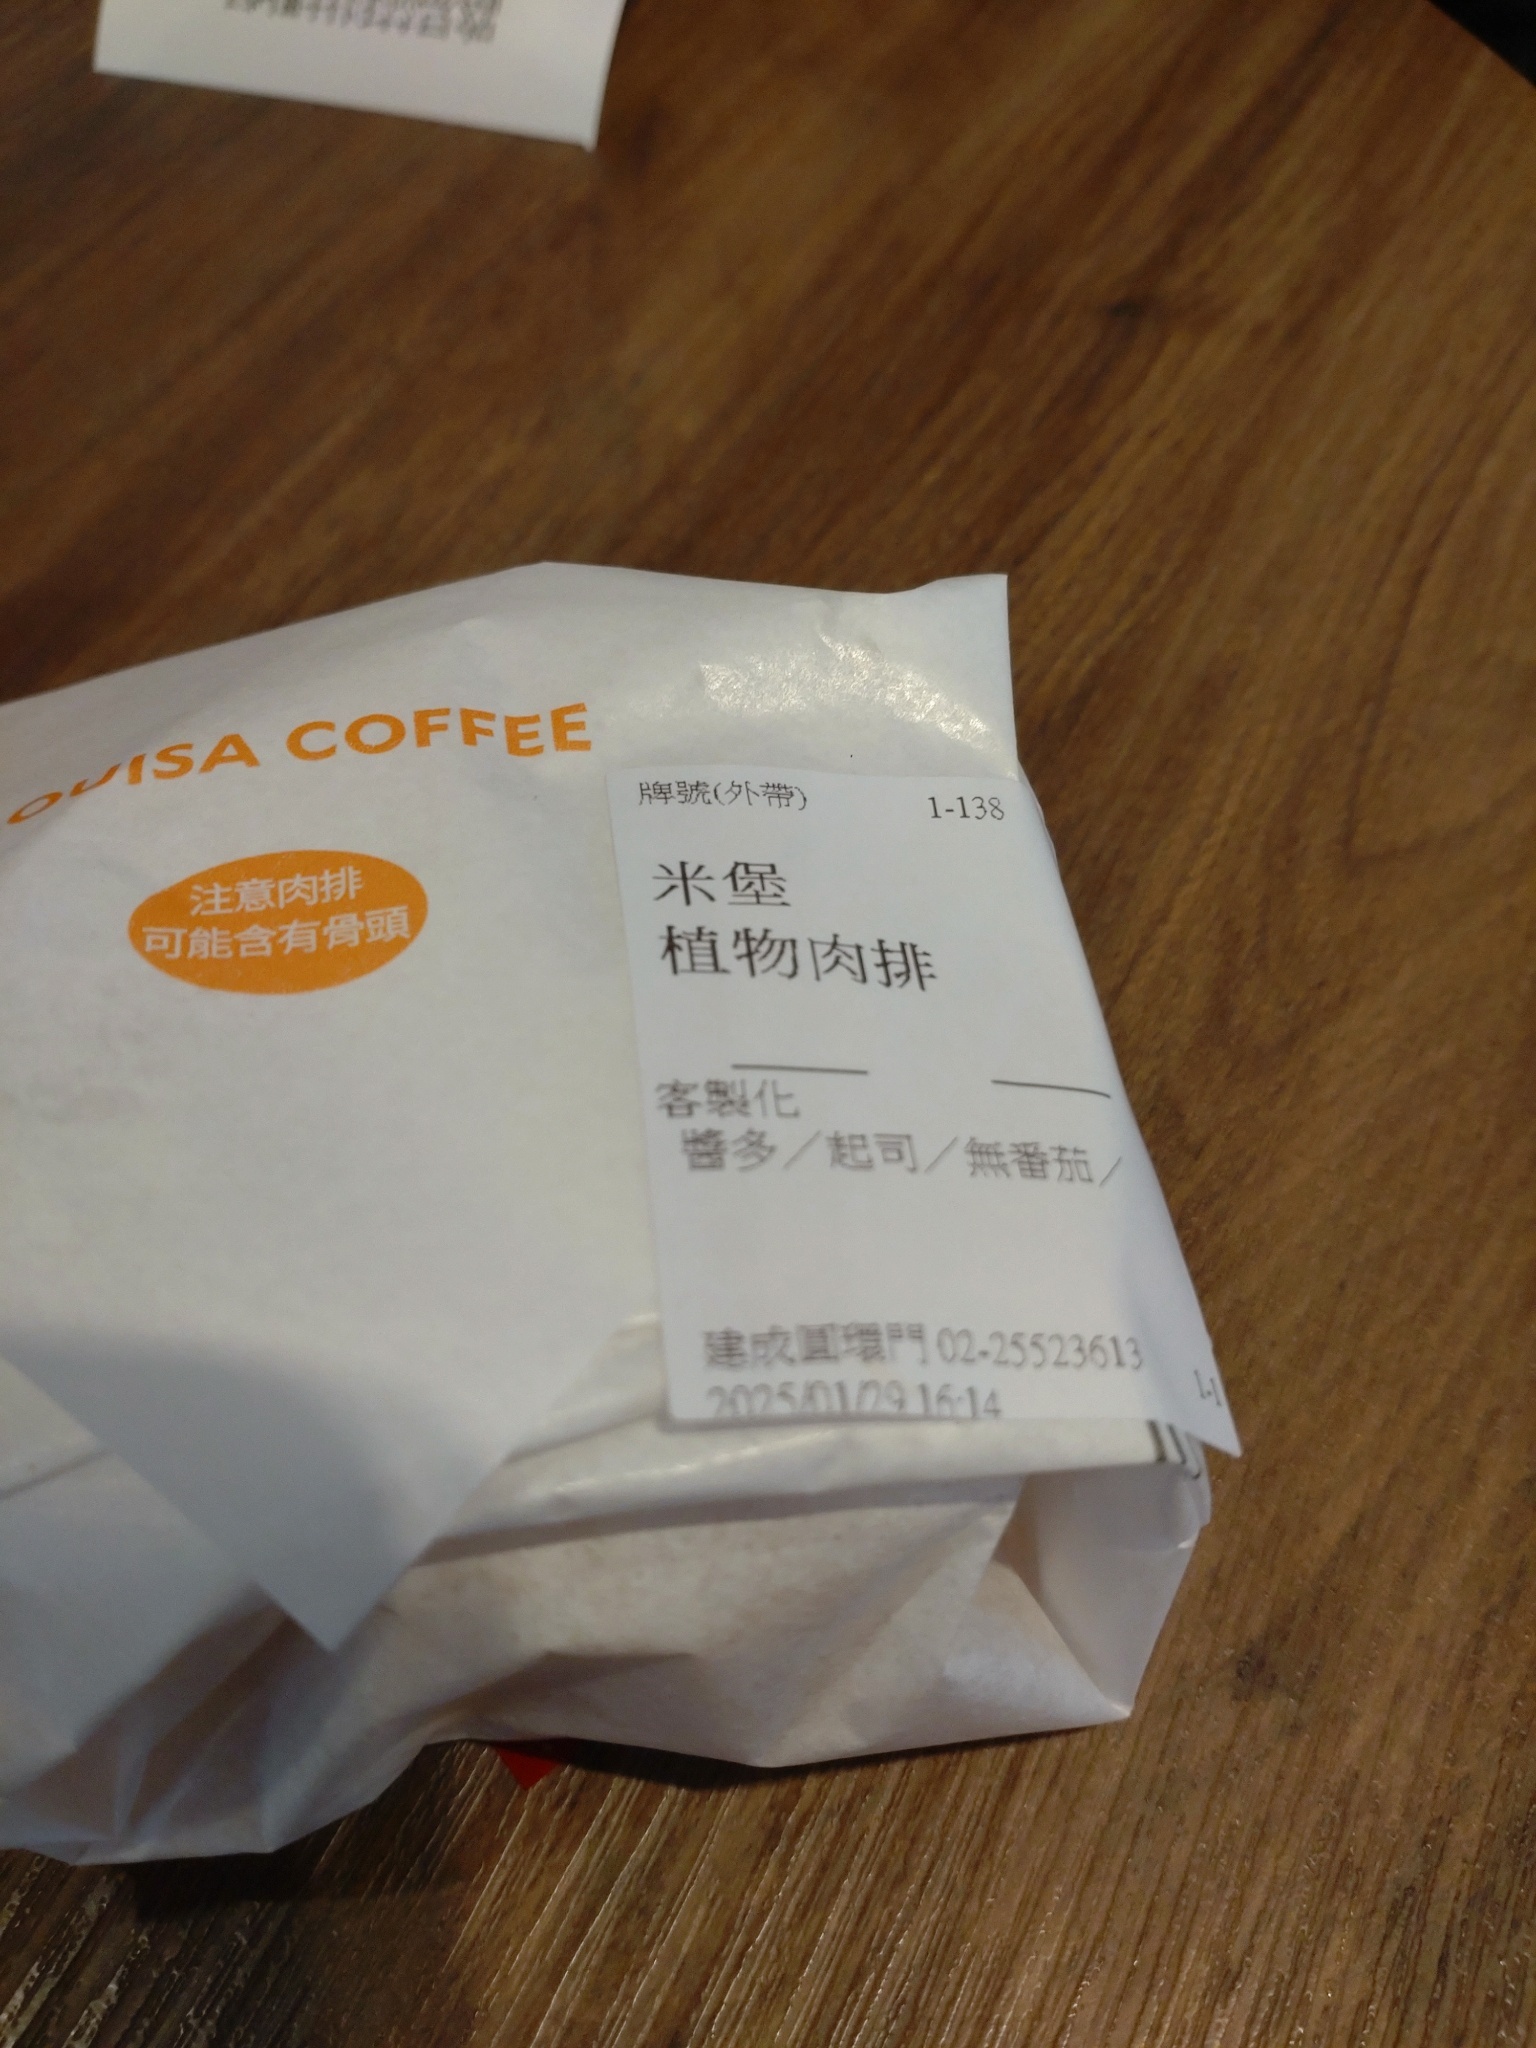 OUISA COFFEE
注意肉排
可能含有骨頭
牌號(外帶) 1-138
米堡
植物肉排
客製化
醬多／起司／無番茄／
建成圓環門 02-25523613
2025/01/29 16:14
1-1